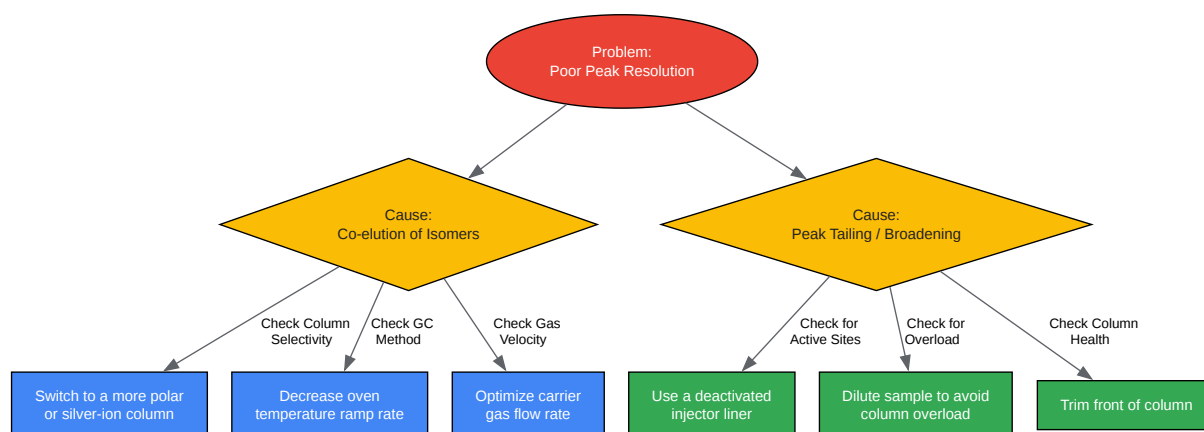 Problem:
Poor Peak Resolution
Cause:
Co-elution of Isomers
Cause:
Peak Tailing / Broadening
Check Column
Selectivity
Check GC
Method
Check Gas
Velocity
Check for
Active Sites
Check for
Overload
Check Column
Health
Switch to a more polar
or silver-ion column
Decrease oven
temperature ramp rate
Optimize carrier
gas flow rate
Use a deactivated
injector liner
Dilute sample to avoid
column overload
Trim front of column